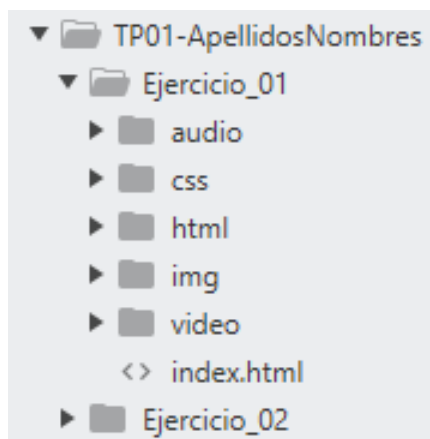 TP01-ApellidosNombres
Ejercicio_01
audio
css
html
img
video
<> index.html
Ejercicio_02